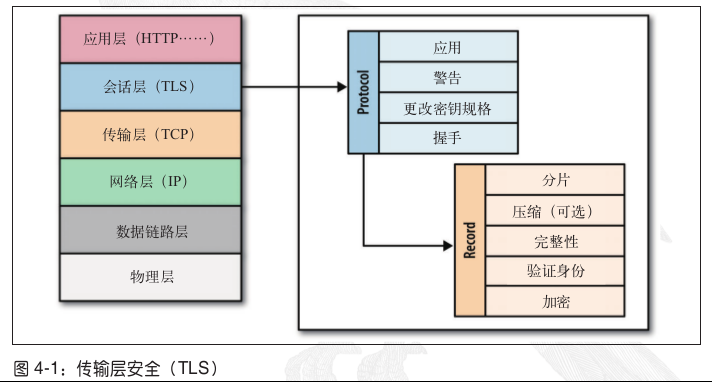 应用层（HTTP……）
会话层（TLS）
传输层（TCP）
网络层（IP）
数据链路层
物理层
Protocol
应用
警告
更改密钥规格
握手
Record
分片
压缩（可选）
完整性
验证身份
加密
图 4-1：传输层安全（TLS）